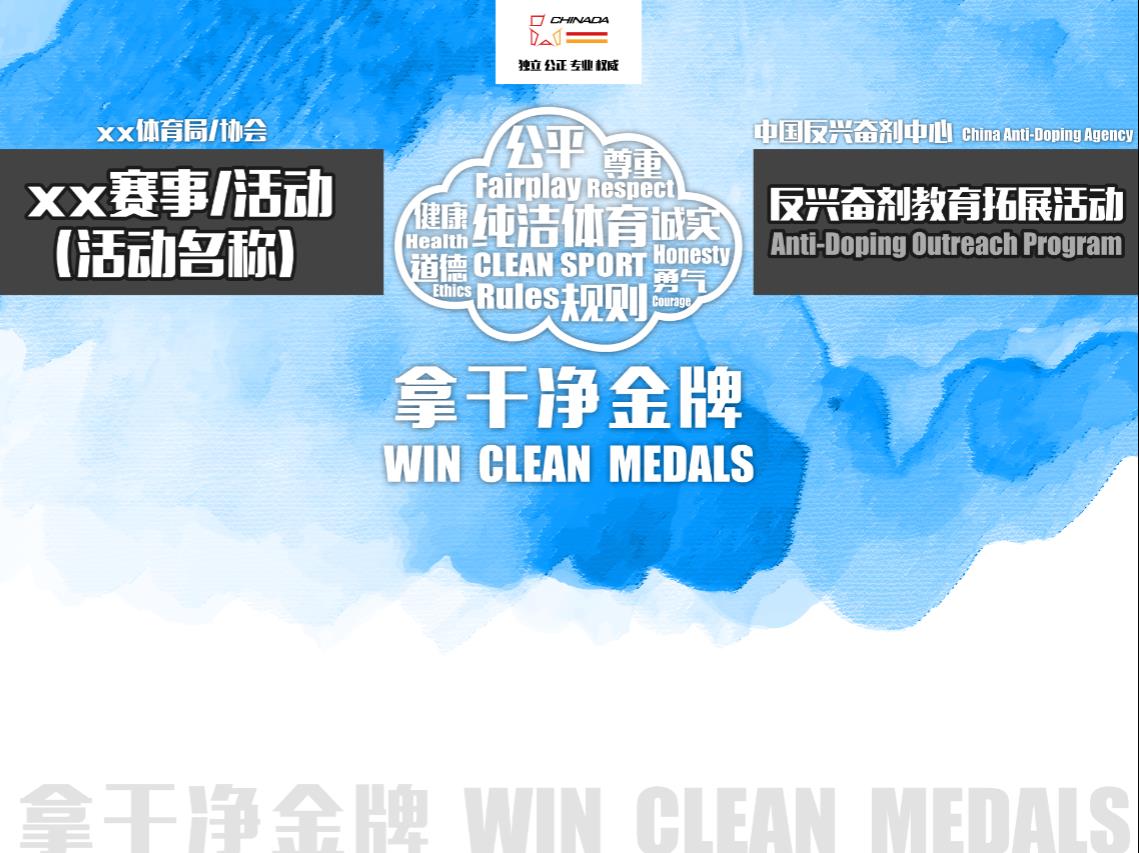 CHINADA
独立 公正 专业 权威
xx体育局/协会
xx赛事/活动
(活动名称)
公平
尊重
Fairplay
Respect
健康
纯洁体育
诚实
Health
Honesty
道德
CLEAN SPORT
勇气
Ethics
Rules
规则
Courage
中国反兴奋剂中心 China Anti-Doping Agency
反兴奋剂教育拓展活动
Anti-Doping Outreach Program
拿干净金牌
WIN CLEAN MEDALS
拿干净金牌 WIN CLEAN MEDALS